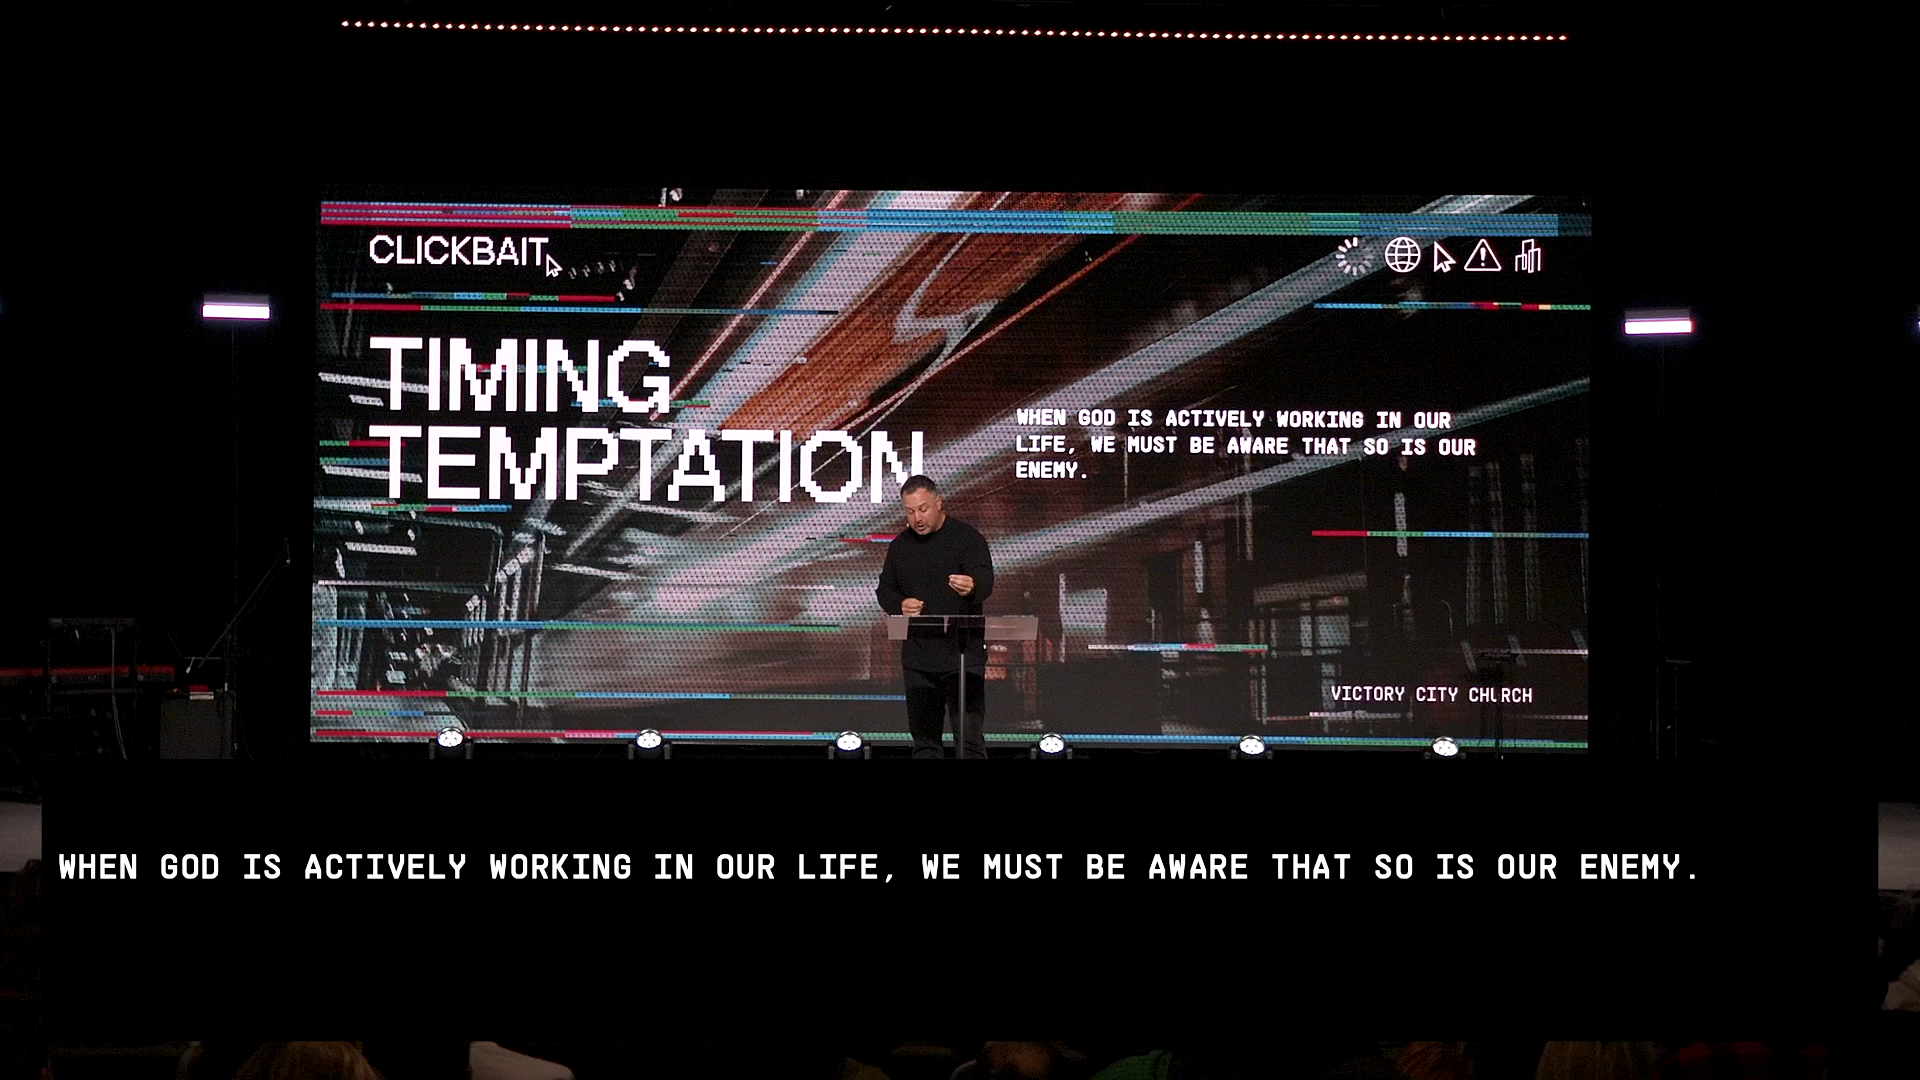 CLICKBAIT
TIMING
TEMPTATION
WHEN GOD IS ACTIVELY WORKING IN OUR
LIFE, WE MUST BE AWARE THAT SO IS OUR
ENEMY.
VICTORY CITY CHURCH
WHEN GOD IS ACTIVELY WORKING IN OUR LIFE, WE MUST BE AWARE THAT SO IS OUR ENEMY.